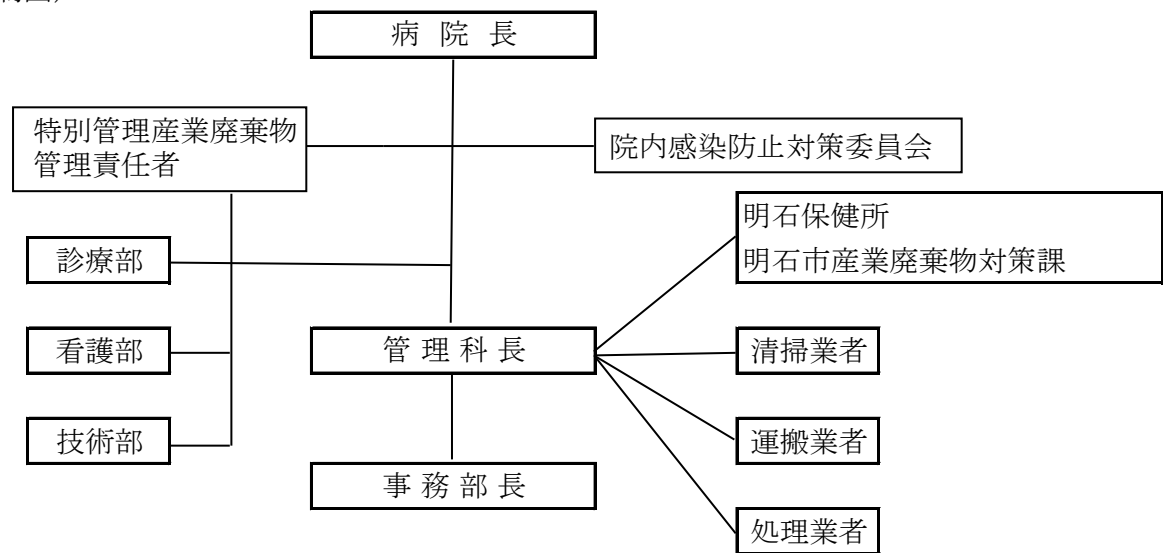 病 院 長
特別管理産業廃棄物
管理責任者
院内感染防止対策委員会
明石保健所
明石市産業廃棄物対策課
診療部
看護部
管 理 科 長
清掃業者
技術部
運搬業者
事 務 部 長
処理業者